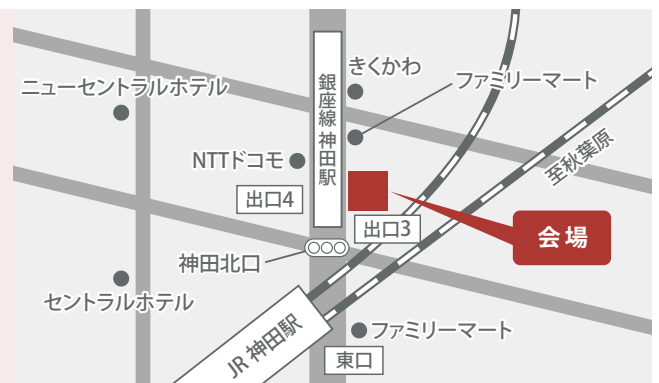 きくかわ
ファミリーマート
ニューセントラルホテル
銀座線 神田駅
NTTドコモ
至秋葉原
出口4
出口3
会場
神田北口
セントラルホテル
JR 神田駅
ファミリーマート
東口